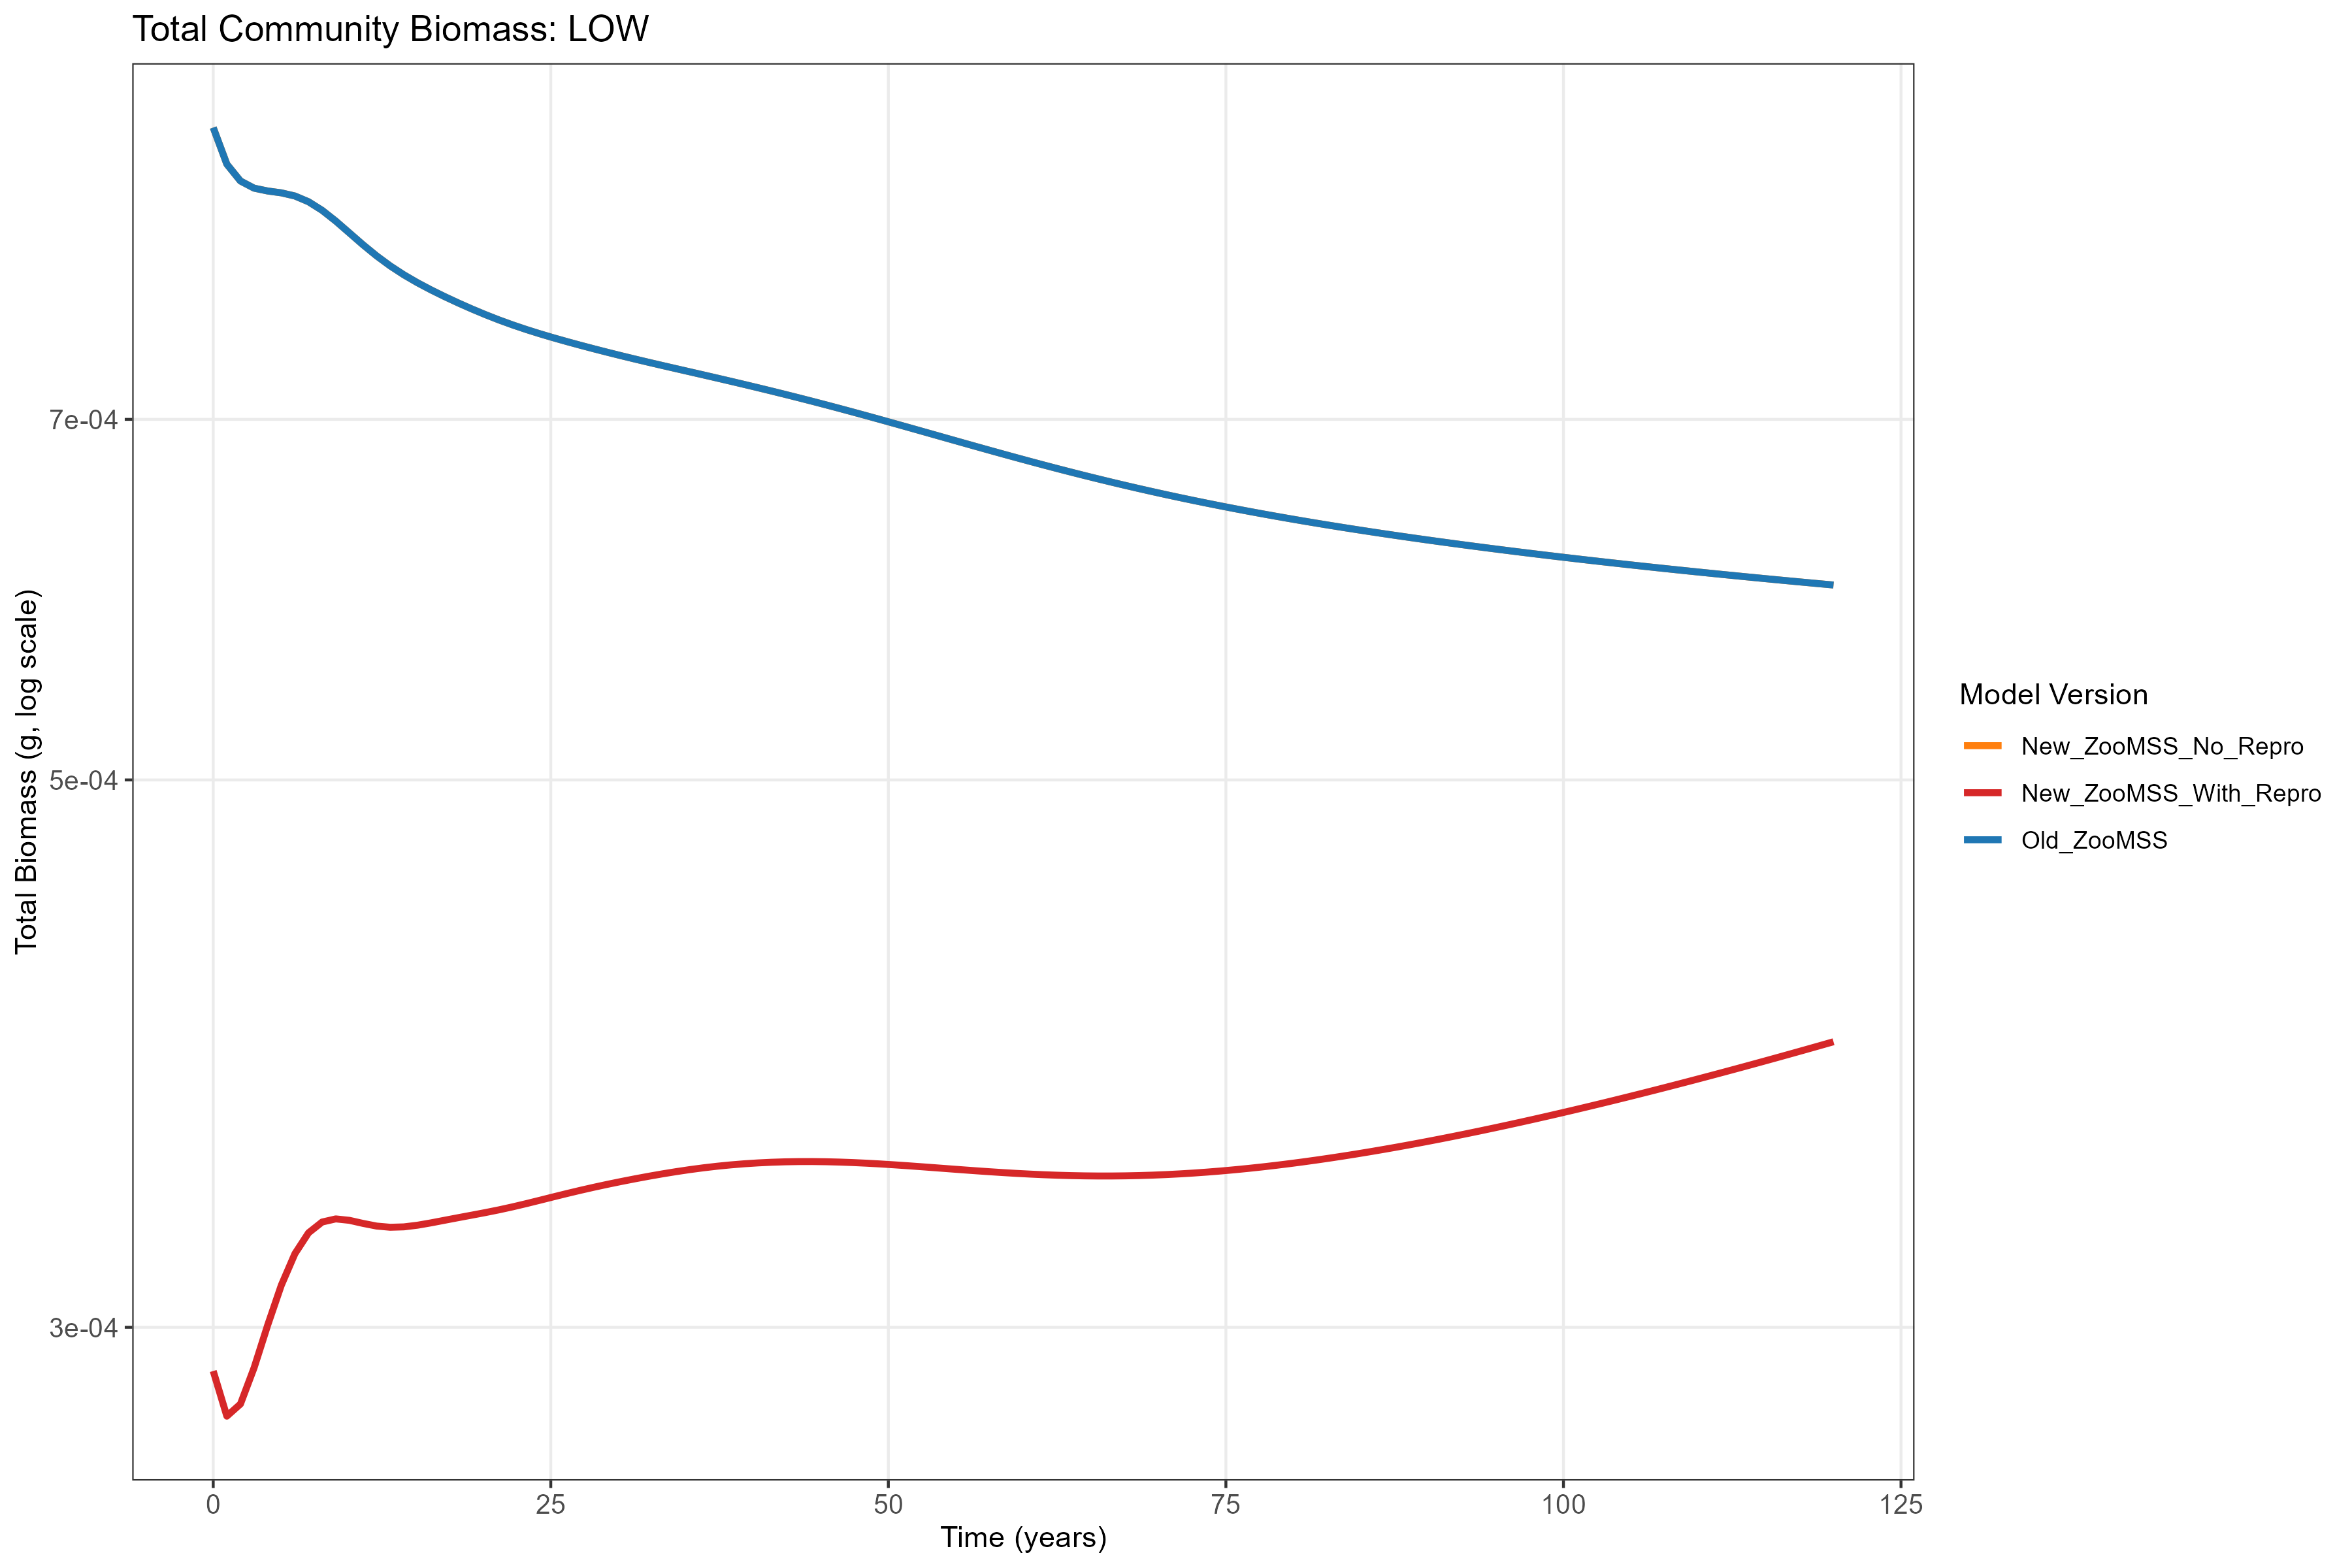 Total Community Biomass: LOW
Total Biomass (g, log scale)
7e-04
5e-04
3e-04
0 25 50 75 100 125
Time (years)
Model Version
New_ZooMSS_No_Repro
New_ZooMSS_With_Repro
Old_ZooMSS